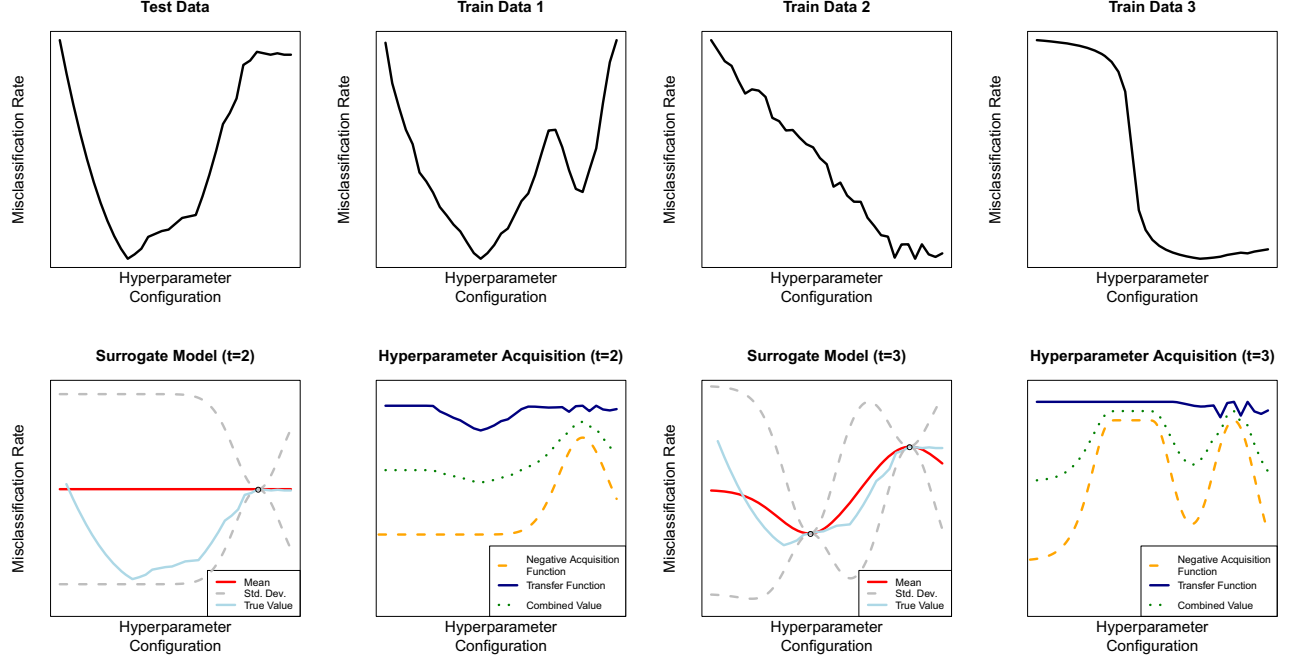 Test Data
Train Data 1
Train Data 2
Train Data 3
Misclassification Rate
Misclassification Rate
Misclassification Rate
Misclassification Rate
Hyperparameter
Configuration
Hyperparameter
Configuration
Hyperparameter
Configuration
Hyperparameter
Configuration
Surrogate Model (t=2)
Hyperparameter Acquisition (t=2)
Surrogate Model (t=3)
Hyperparameter Acquisition (t=3)
Misclassification Rate
Mean
Std. Dev.
True Value
Hyperparameter
Configuration
Negative Acquisition
Function
Transfer Function
Combined Value
Hyperparameter
Configuration
Misclassification Rate
Mean
Std. Dev.
True Value
Hyperparameter
Configuration
Negative Acquisition
Function
Transfer Function
Combined Value
Hyperparameter
Configuration